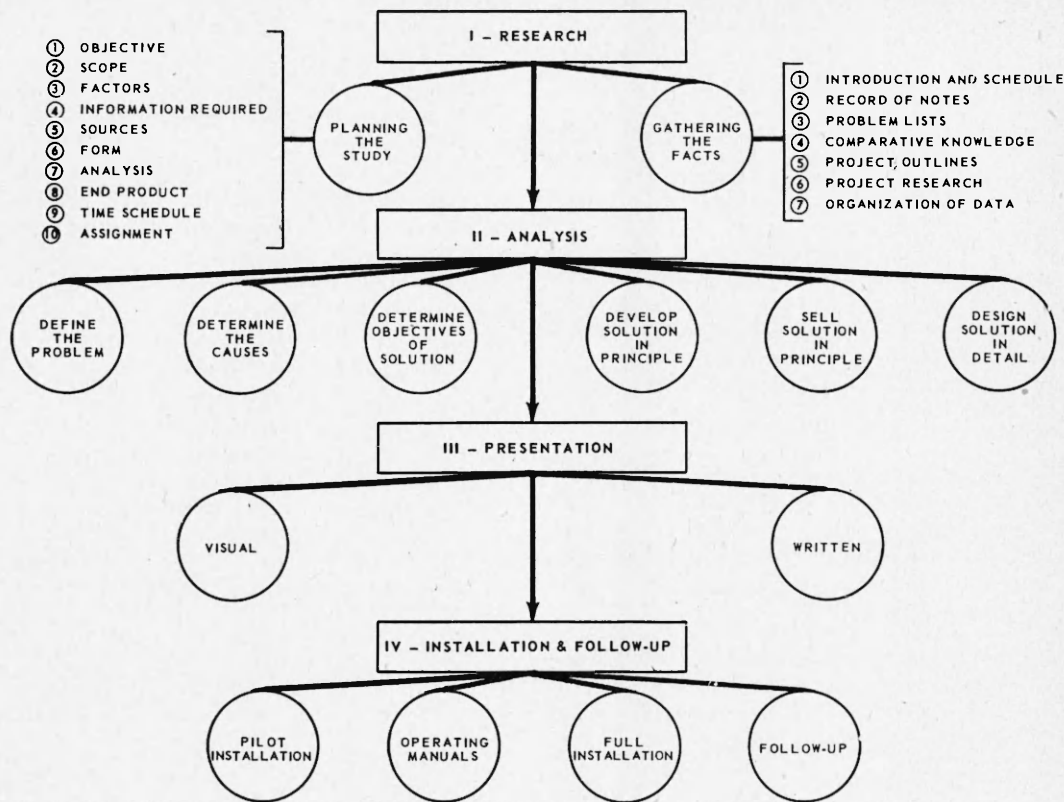 I – RESEARCH
① OBJECTIVE
② SCOPE
③ FACTORS
④ INFORMATION REQUIRED
⑤ SOURCES
⑥ FORM
⑦ ANALYSIS
⑧ END PRODUCT
⑨ TIME SCHEDULE
⑩ ASSIGNMENT
PLANNING
THE
STUDY
GATHERING
THE
FACTS
① INTRODUCTION AND SCHEDULE
② RECORD OF NOTES
③ PROBLEM LISTS
④ COMPARATIVE KNOWLEDGE
⑤ PROJECT, OUTLINES
⑥ PROJECT RESEARCH
⑦ ORGANIZATION OF DATA
II – ANALYSIS
DEFINE
THE
PROBLEM
DETERMINE
THE
CAUSES
DETERMINE
OBJECTIVES
OF
SOLUTION
DEVELOP
SOLUTION
IN
PRINCIPLE
SELL
SOLUTION
IN
PRINCIPLE
DESIGN
SOLUTION
IN
DETAIL
III – PRESENTATION
VISUAL
WRITTEN
IV – INSTALLATION & FOLLOW-UP
PILOT
INSTALLATION
OPERATING
MANUALS
FULL
INSTALLATION
FOLLOW-UP